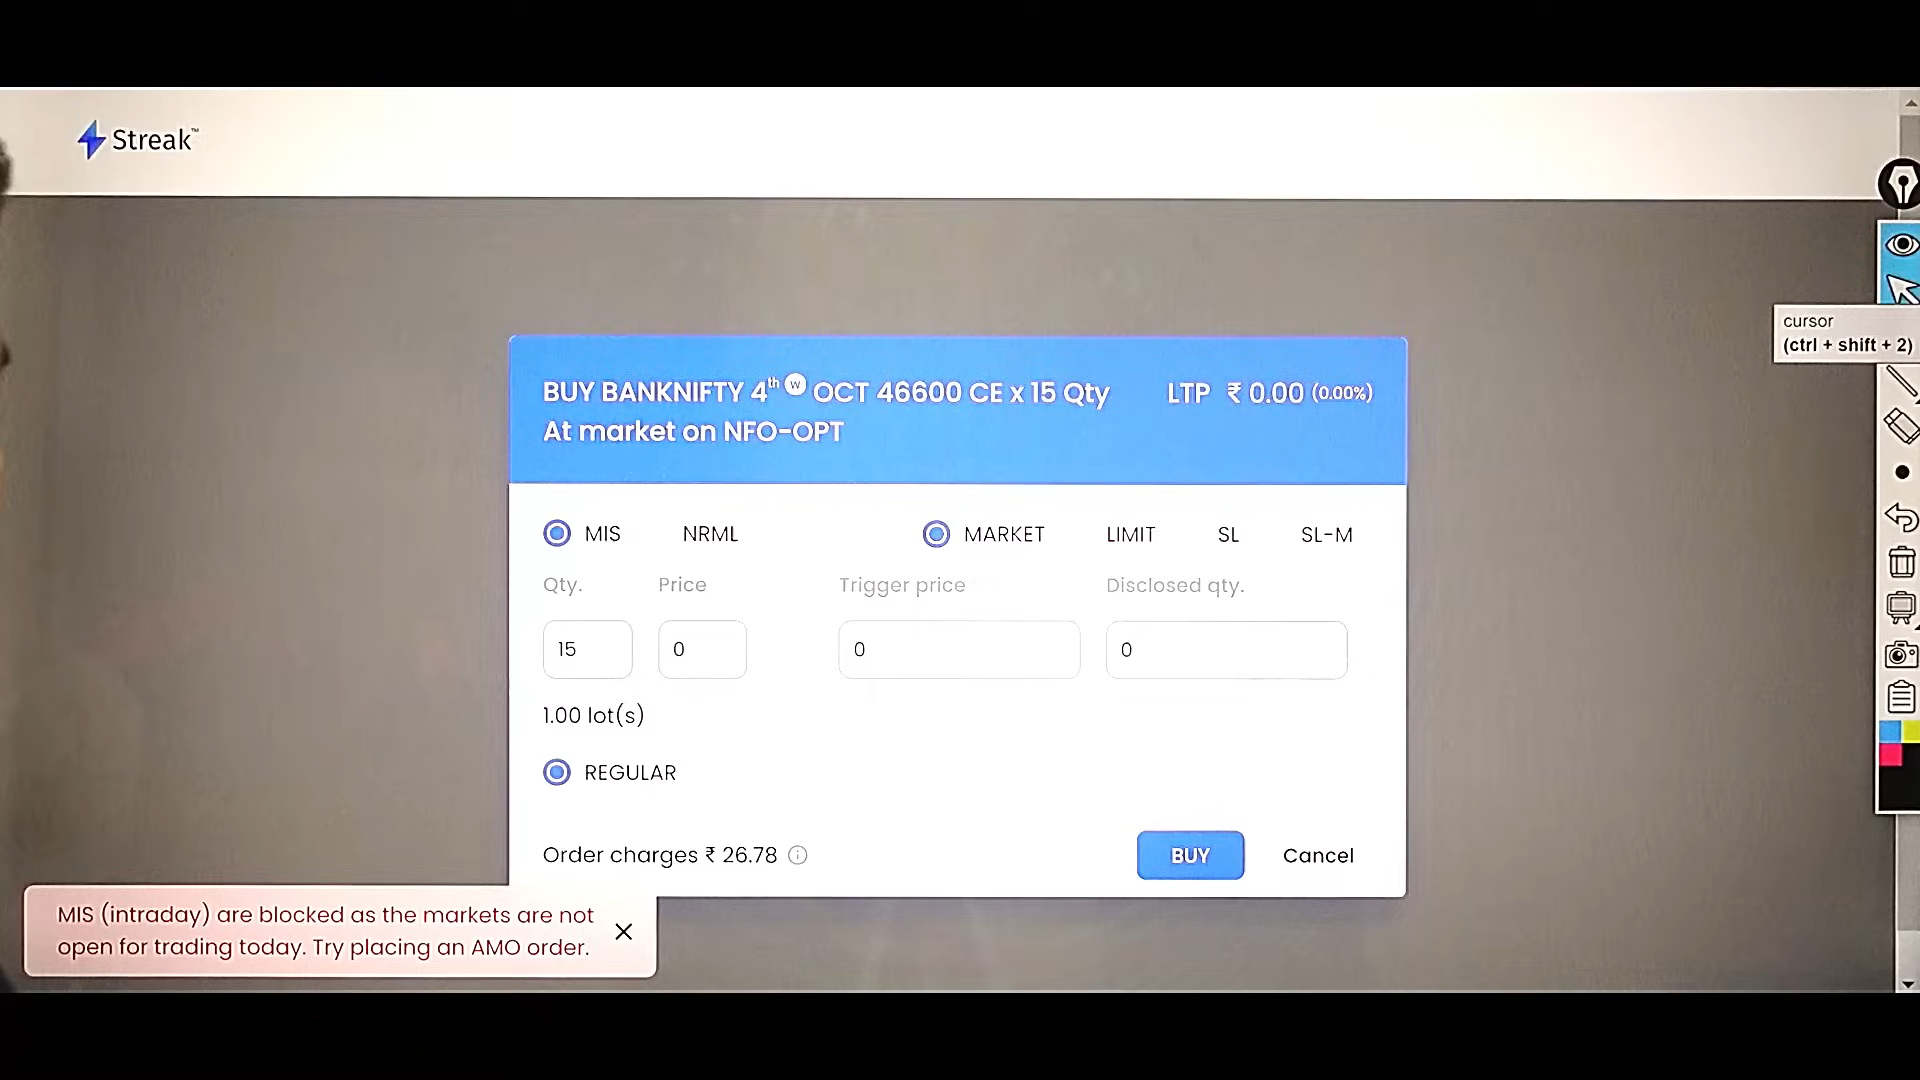 Streak™
cursor
(ctrl + shift + 2)
BUY BANKNIFTY 4th w OCT 46600 CE x 15 Qty LTP ₹ 0.00 (0.00%)
At market on NFO-OPT
MIS NRML MARKET LIMIT SL SL-M
Qty. Price Trigger price Disclosed qty.
15 0 0 0
1.00 lot(s)
REGULAR
Order charges ₹ 26.78 BUY Cancel
MIS (intraday) are blocked as the markets are not
open for trading today. Try placing an AMO order.